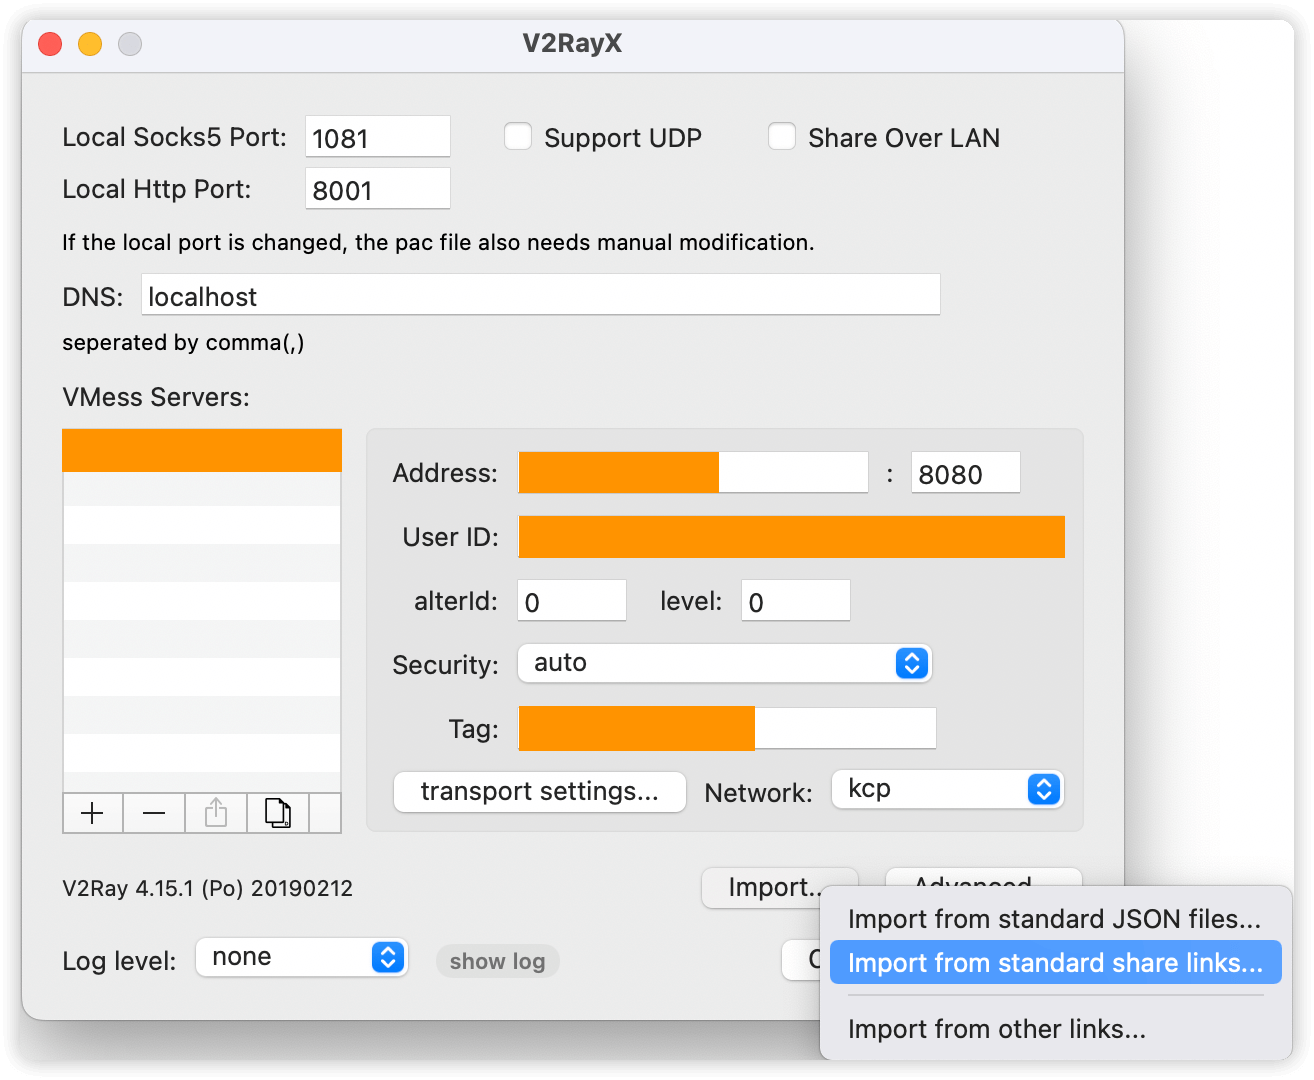 V2RayX
Local Socks5 Port: 1081 Support UDP Share Over LAN
Local Http Port: 8001
If the local port is changed, the pac file also needs manual modification.
DNS: localhost
seperated by comma(,)
VMess Servers:
Address: : 8080
User ID:
alterId: 0 level: 0
Security: auto
Tag:
transport settings... Network: kcp
V2Ray 4.15.1 (Po) 20190212
Import... Advanced
Import from standard JSON files...
Log level: none show log
Import from standard share links...
Import from other links...